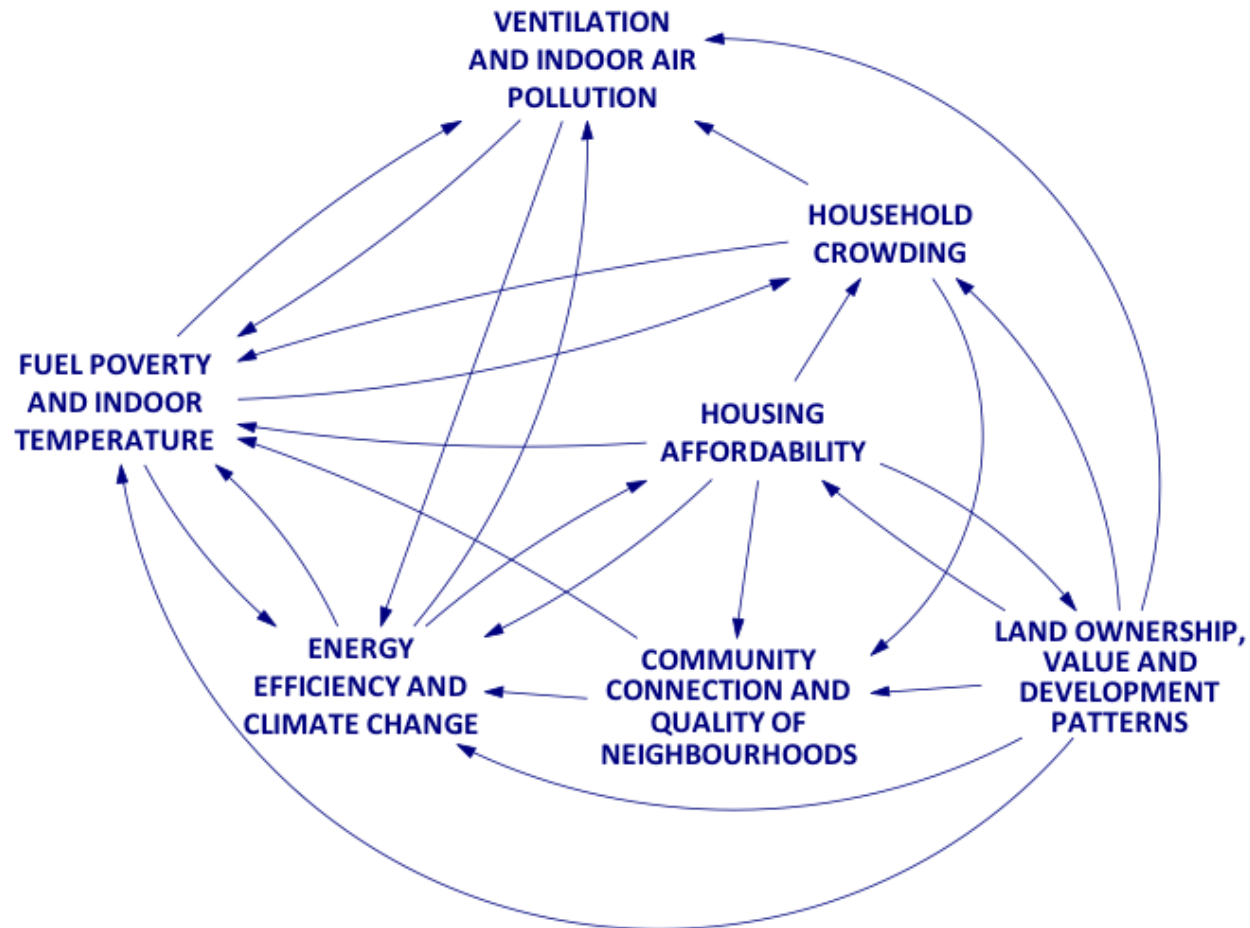 VENTILATION
AND INDOOR AIR
POLLUTION
HOUSEHOLD
CROWDING
FUEL POVERTY
AND INDOOR
TEMPERATURE
HOUSING
AFFORDABILITY
ENERGY
EFFICIENCY AND
CLIMATE CHANGE
COMMUNITY
CONNECTION AND
QUALITY OF
NEIGHBOURHOODS
LAND OWNERSHIP,
VALUE AND
DEVELOPMENT
PATTERNS